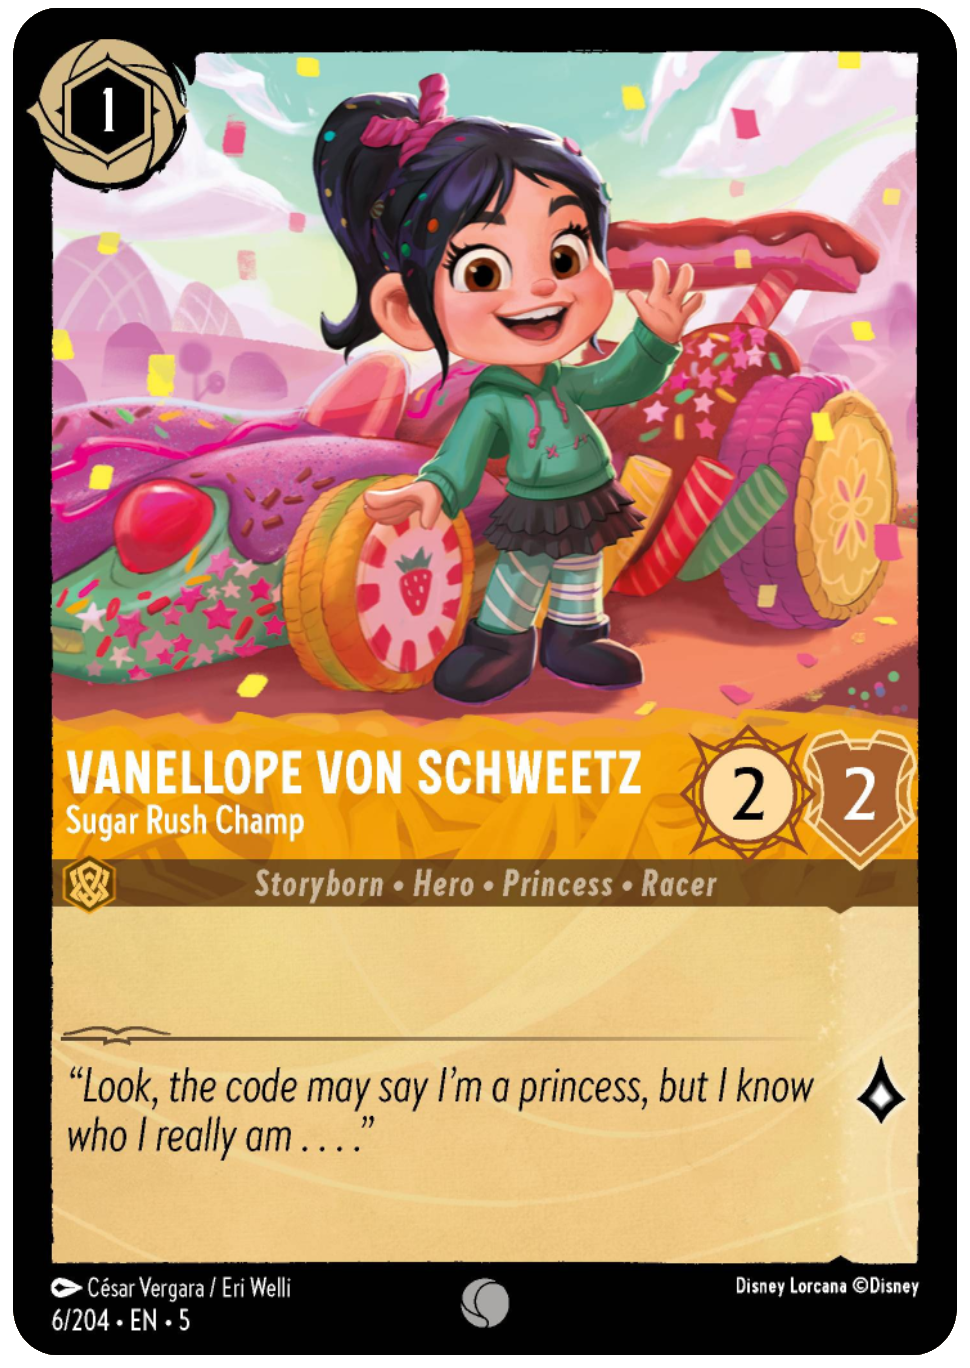 1
VANELLOPE VON SCHWEETZ
Sugar Rush Champ
2
2
Storyborn • Hero • Princess • Racer
“Look, the code may say I’m a princess, but I know
who I really am . . . .”
César Vergara / Eri Welli
6/204 • EN • 5
Disney Lorcana ©Disney